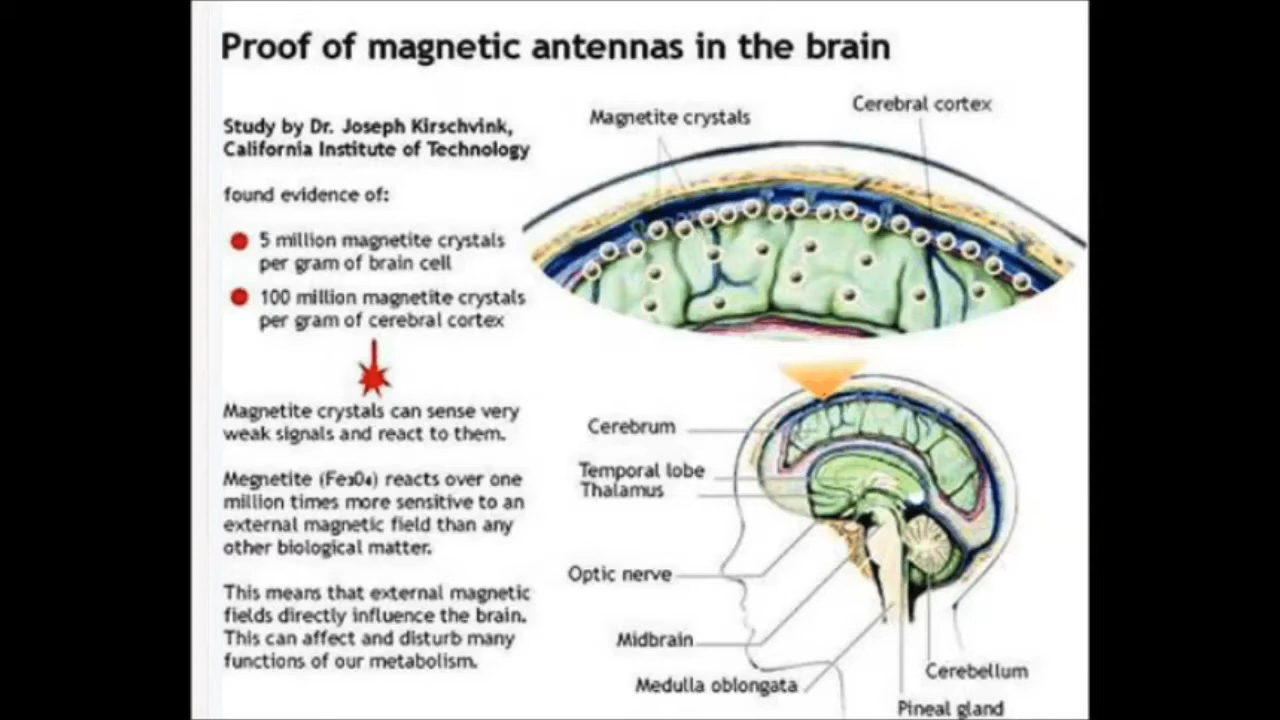 Proof of magnetic antennas in the brain
Study by Dr. Joseph Kirschvink,
California Institute of Technology
found evidence of:
5 million magnetite crystals
per gram of brain cell
100 million magnetite crystals
per gram of cerebral cortex
Magnetite crystals can sense very
weak signals and react to them.
Megnetite (Fe3O4) reacts over one
million times more sensitive to an
external magnetic field than any
other biological matter.
This means that external magnetic
fields directly influence the brain.
This can affect and disturb many
functions of our metabolism.
Magnetite crystals
Cerebral cortex
Cerebrum
Temporal lobe
Thalamus
Optic nerve
Midbrain
Medulla oblongata
Cerebellum
Pineal gland